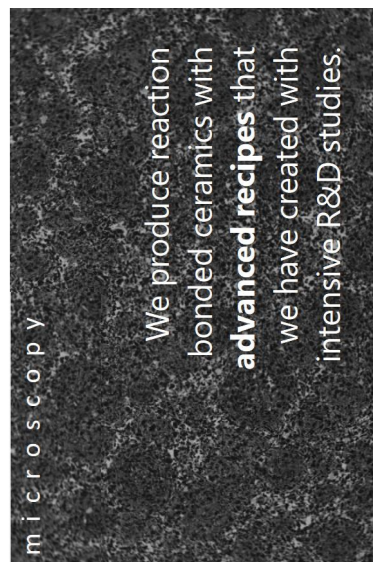 We produce reaction
bonded ceramics with
advanced recipes that
we have created with
intensive R&D studies.
microscopy